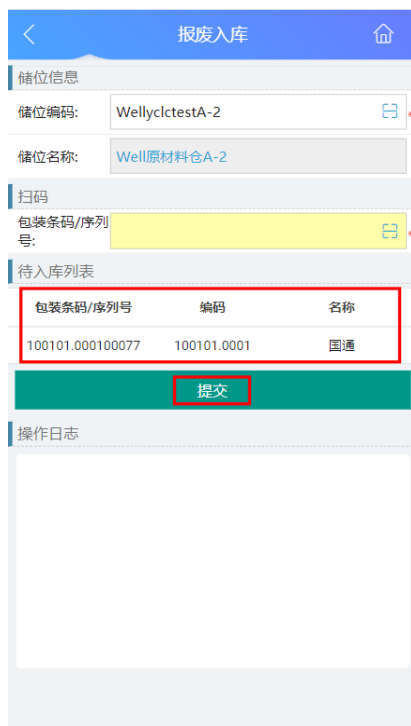 报废入库
储位信息
储位编码: WellyclctestA-2
储位名称: Well原材料仓A-2
扫码
包装条码/序列
号:
待入库列表
包装条码/序列号 编码 名称
100101.000100077 100101.0001 国通
提交
操作日志